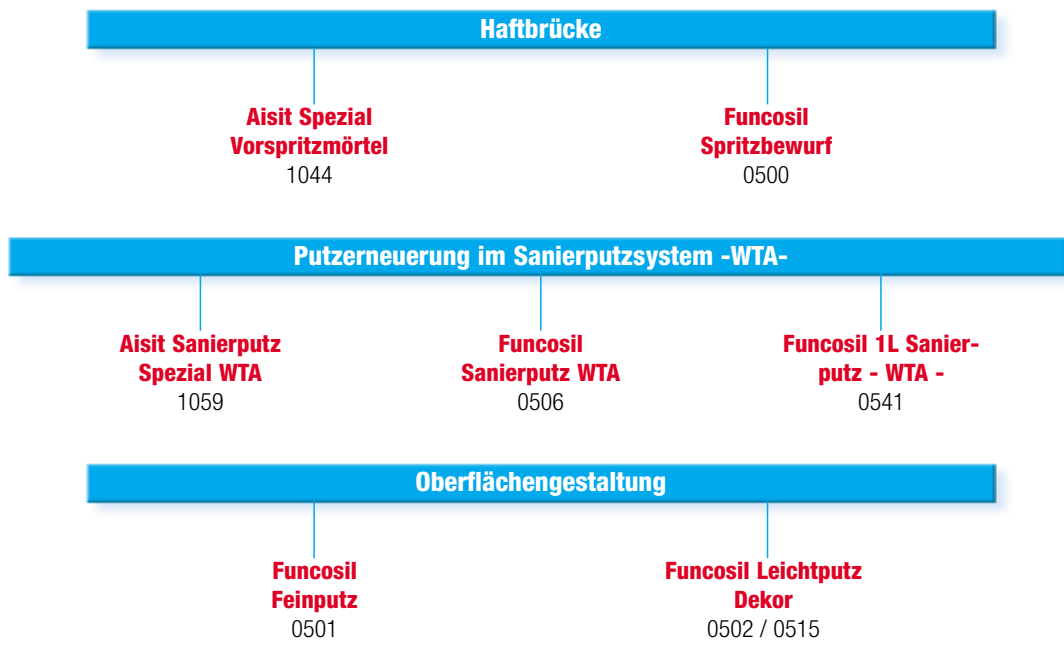 Haftbrücke
Aisit Spezial
Vorspritzmörtel
1044
Funcosil
Spritzbewurf
0500
Putzerneuerung im Sanierputzsystem -WTA-
Aisit Sanierputz
Spezial WTA
1059
Funcosil
Sanierputz WTA
0506
Funcosil 1L Sanier-
putz - WTA -
0541
Oberflächengestaltung
Funcosil
Feinputz
0501
Funcosil Leichtputz
Dekor
0502 / 0515